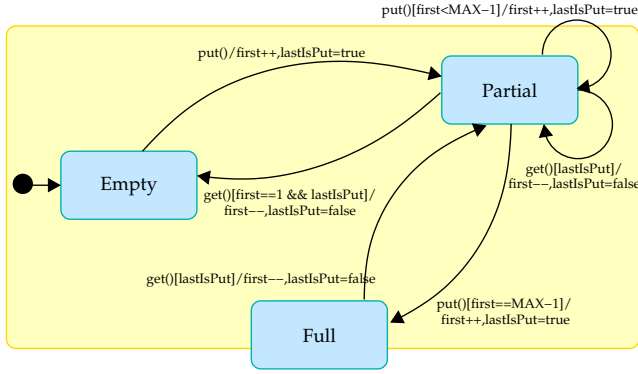 put()[first<MAX−1]/first++,lastIsPut=true
put()/first++,lastIsPut=true
Partial
Empty
get()[lastIsPut]/
first−−,lastIsPut=false
get()[first==1 && lastIsPut]/
first−−,lastIsPut=false
get()[lastIsPut]/first−−,lastIsPut=false
put()[first==MAX−1]/
first++,lastIsPut=true
Full